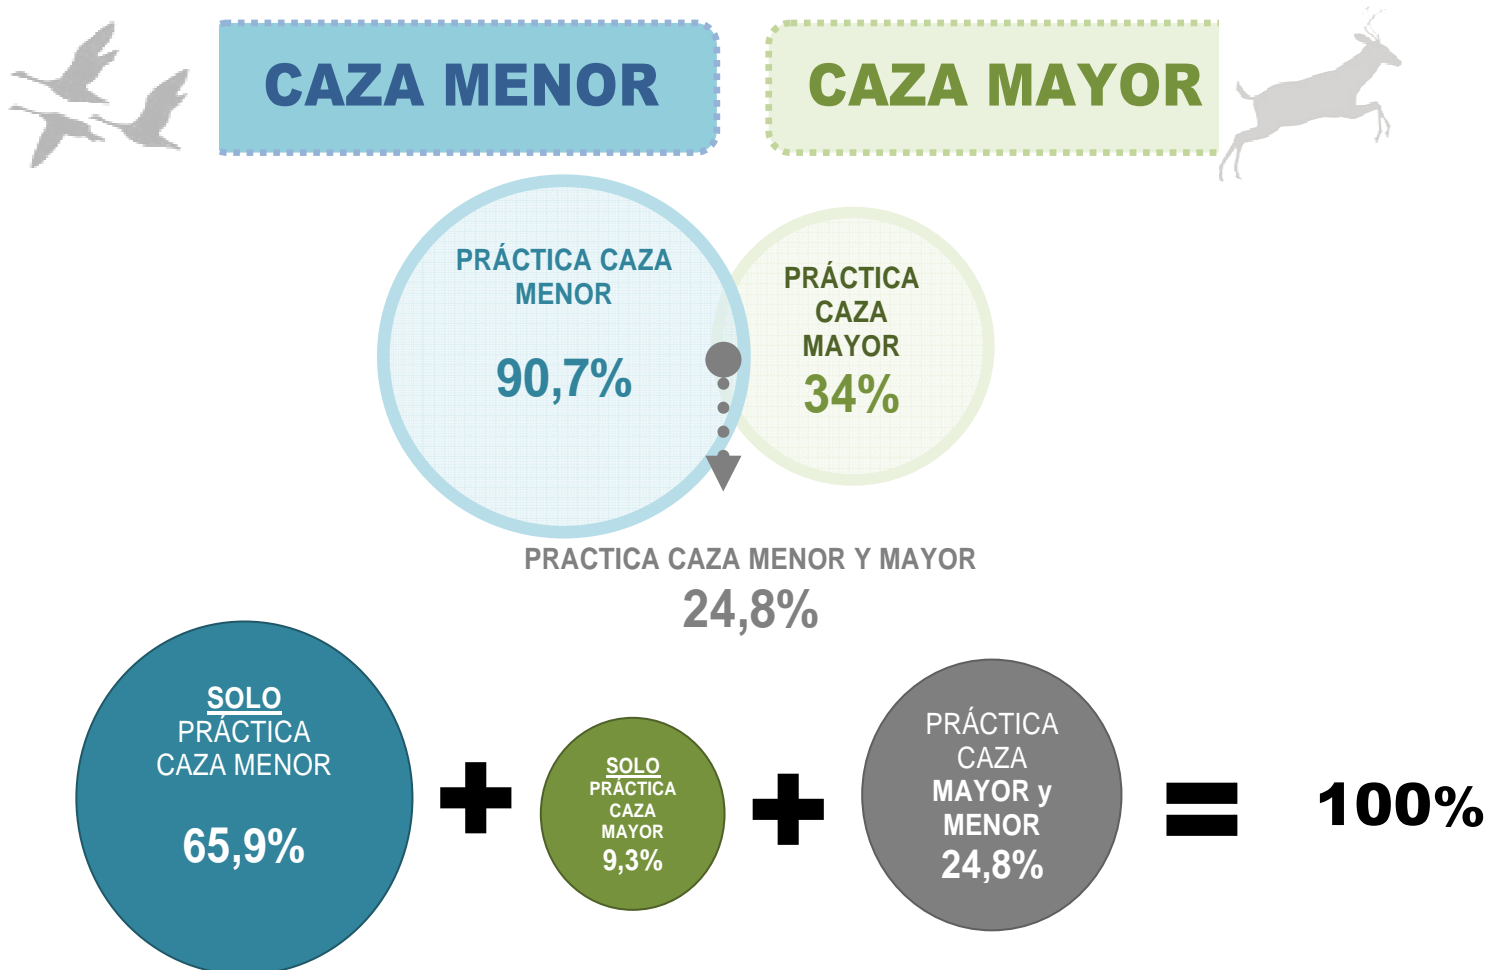 CAZA MENOR
CAZA MAYOR
PRÁCTICA CAZA
MENOR
90,7%
PRÁCTICA
CAZA
MAYOR
34%
PRACTICA CAZA MENOR Y MAYOR
24,8%
SOLO
PRÁCTICA
CAZA MENOR
65,9%
+
SOLO
PRÁCTICA
CAZA
MAYOR
9,3%
+
PRÁCTICA
CAZA
MAYOR y
MENOR
24,8%
=
100%